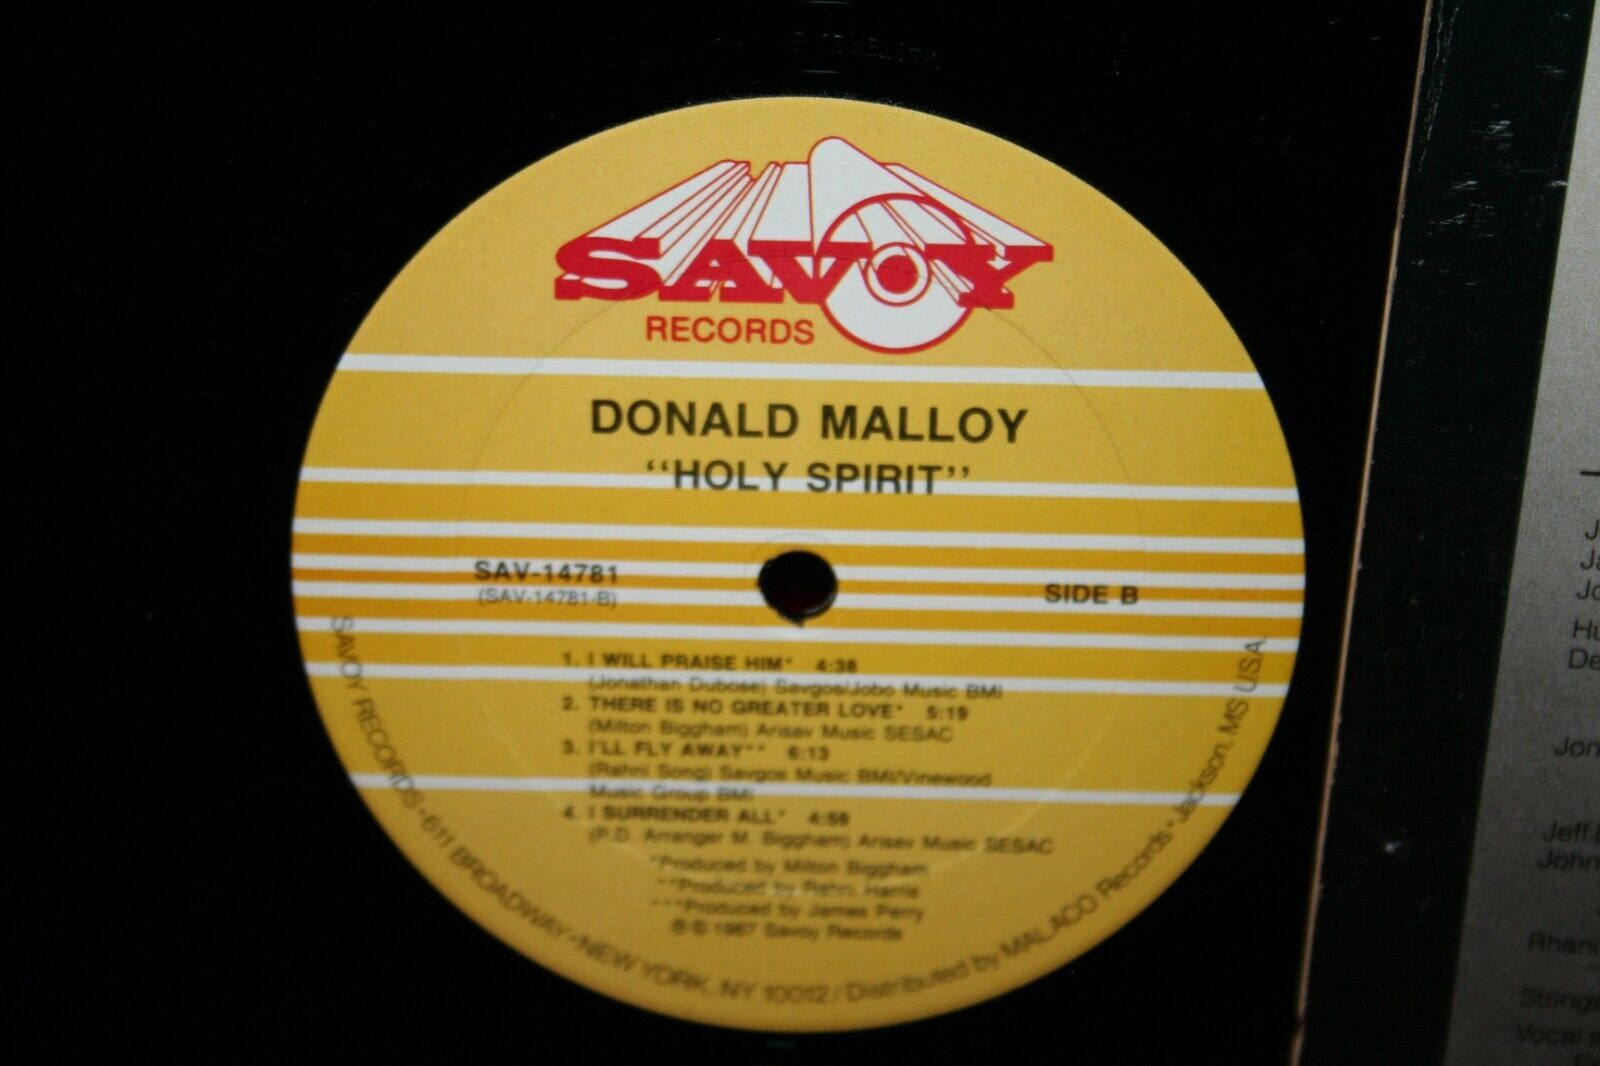 SAVOY
RECORDS
DONALD MALLOY
"HOLY SPIRIT"
SAV-14781
(SAV-14781-B)
SIDE B
1. I WILL PRAISE HIM* 4:38
(Jonathan Dubose) Savgos/Jobo Music BMI
2. THERE IS NO GREATER LOVE* 5:19
(Milton Biggham) Arisav Music SESAC
3. I'LL FLY AWAY** 6:13
(Rahni Song) Savgos Music BMI/Vinewood
Music Group BMI
4. I SURRENDER ALL* 4:59
(P.D. Arranger M. Biggham) Arisav Music SESAC
*Produced by Milton Biggham
**Produced by Rahni Harris
***Produced by James Perry
℗ © 1987 Savoy Records
SAVOY RECORDS • 611 BROADWAY • NEW YORK, NY 10012 / Distributed by MALACO Records • Jackson, MS USA.
Jeff
John
Strings
Vocal